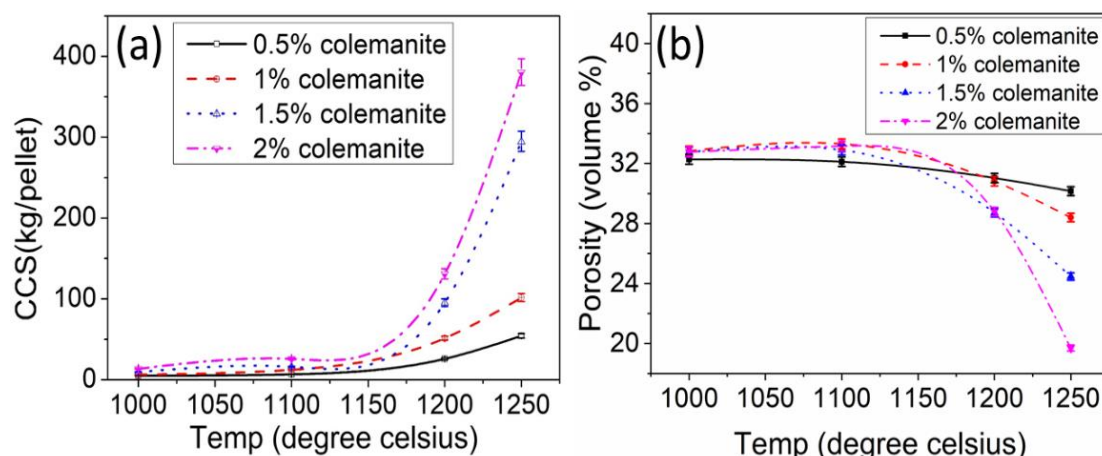 (a)
0.5% colemanite
1% colemanite
1.5% colemanite
2% colemanite
CCS(kg/pellet)
400
300
200
100
0
1000 1050 1100 1150 1200 1250
Temp (degree celsius)
(b)
0.5% colemanite
1% colemanite
1.5% colemanite
2% colemanite
Porosity (volume %)
40
36
32
28
24
20
1000 1050 1100 1150 1200 1250
Temp (degree celsius)